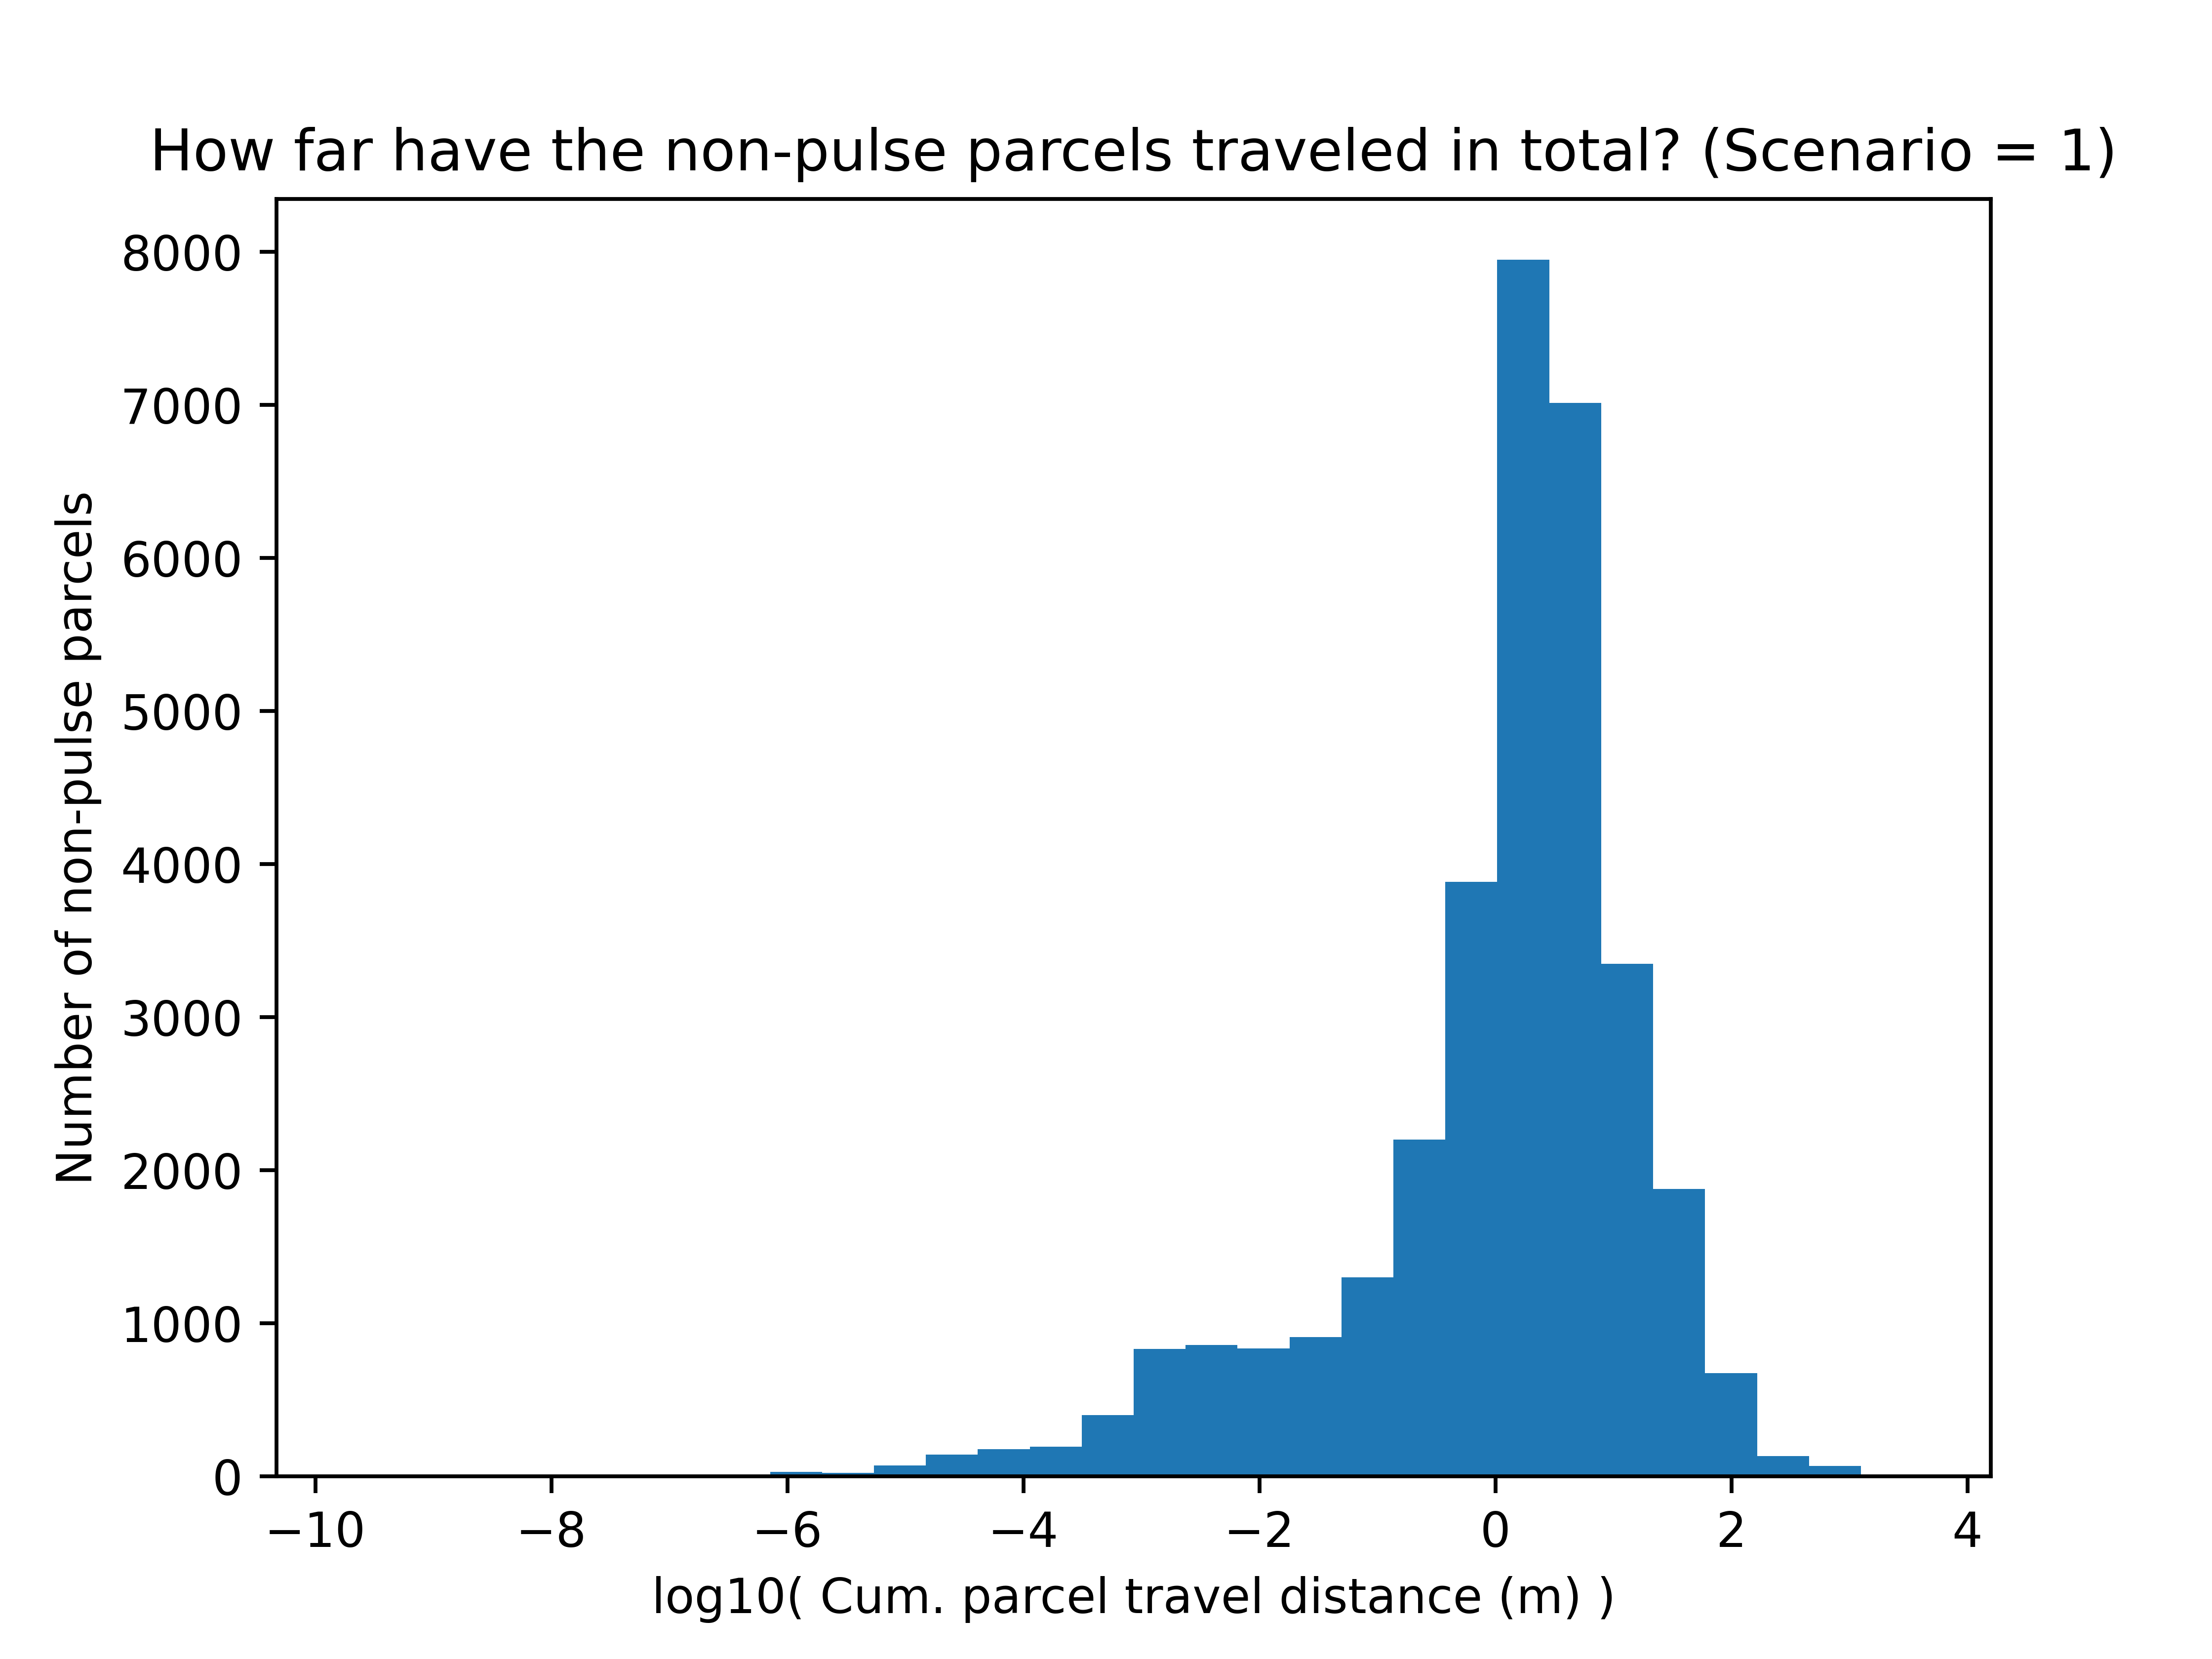 How far have the non-pulse parcels traveled in total? (Scenario = 1)
8000
7000
6000
5000
4000
3000
2000
1000
0
Number of non-pulse parcels
−10 −8 −6 −4 −2 0 2 4
log10( Cum. parcel travel distance (m) )